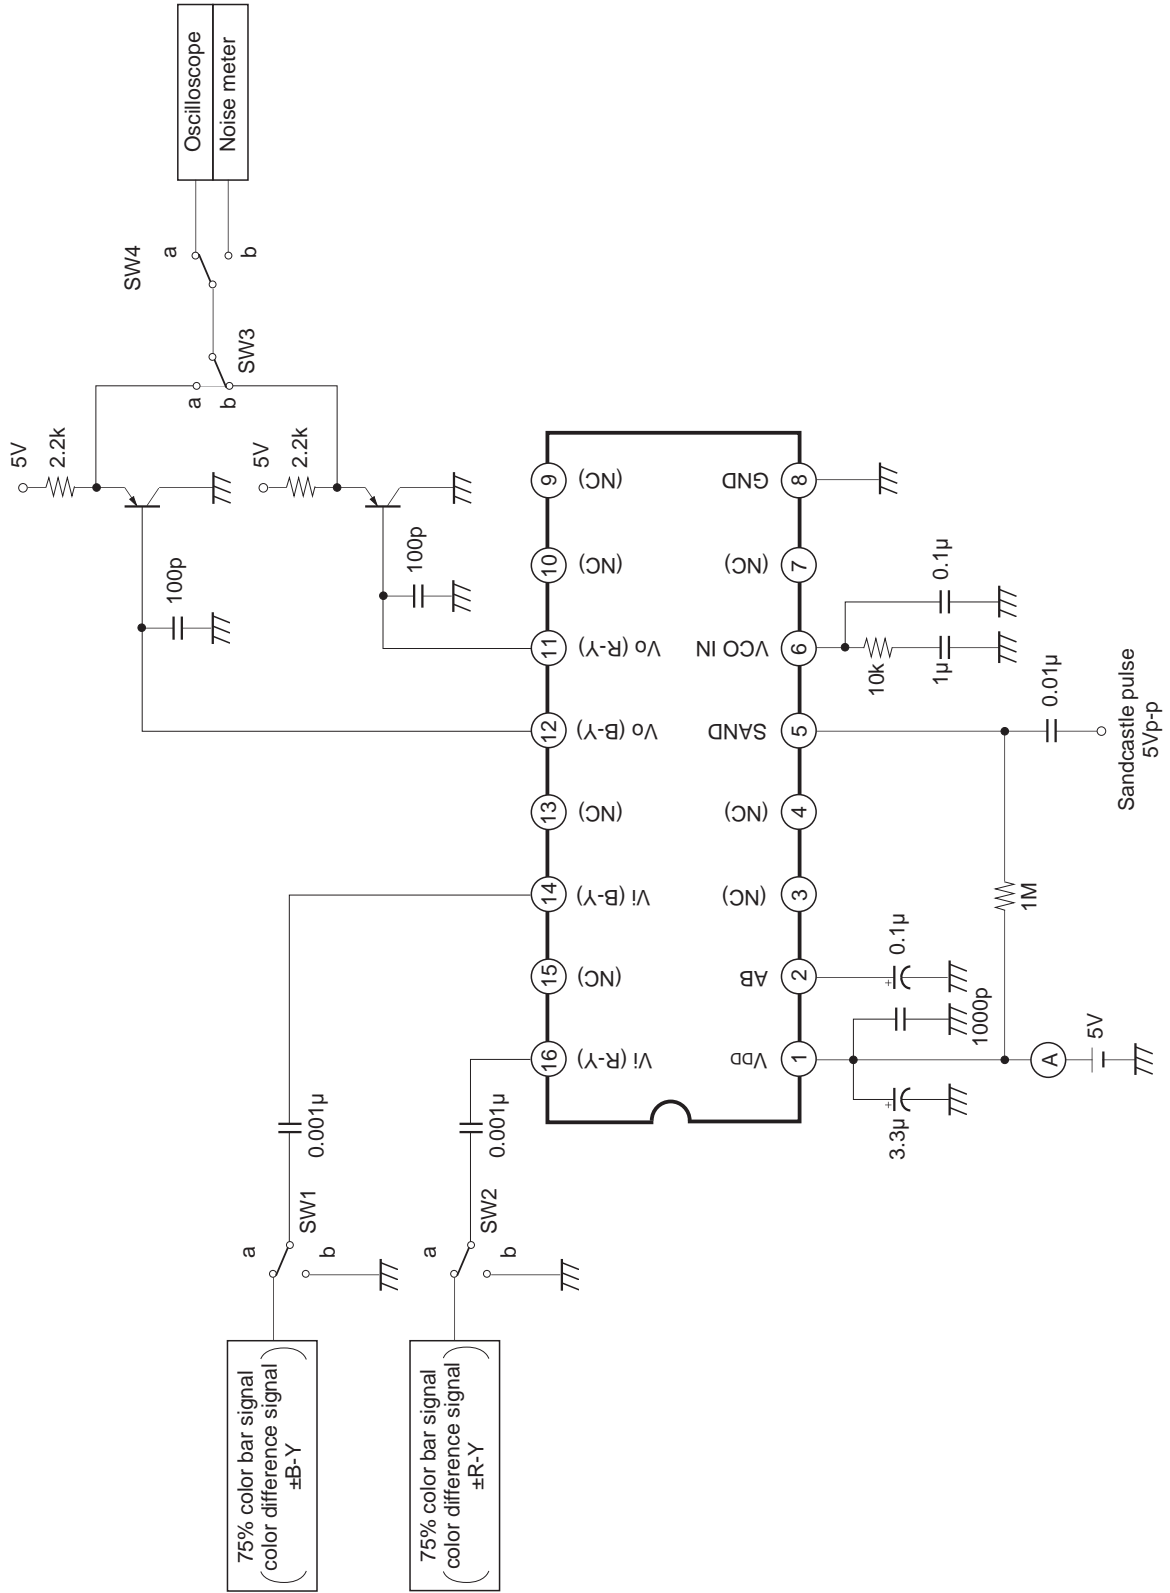 75% color bar signal
color difference signal
±B-Y
a
b
SW1
0.001µ
75% color bar signal
color difference signal
±R-Y
a
b
SW2
0.001µ
5V
2.2k
100p
5V
2.2k
100p
a
b
SW3
SW4
a
b
Oscilloscope
Noise meter
16
15
14
13
12
11
10
9
Vi (R-Y)
(NC)
Vi (B-Y)
(NC)
Vo (B-Y)
Vo (R-Y)
(NC)
(NC)
VDD
AB
(NC)
(NC)
SAND
VCO IN
(NC)
GND
1
2
3
4
5
6
7
8
3.3µ
1000p
0.1µ
A
5V
1M
0.01µ
Sandcastle pulse
5Vp-p
10k
1µ
0.1µ